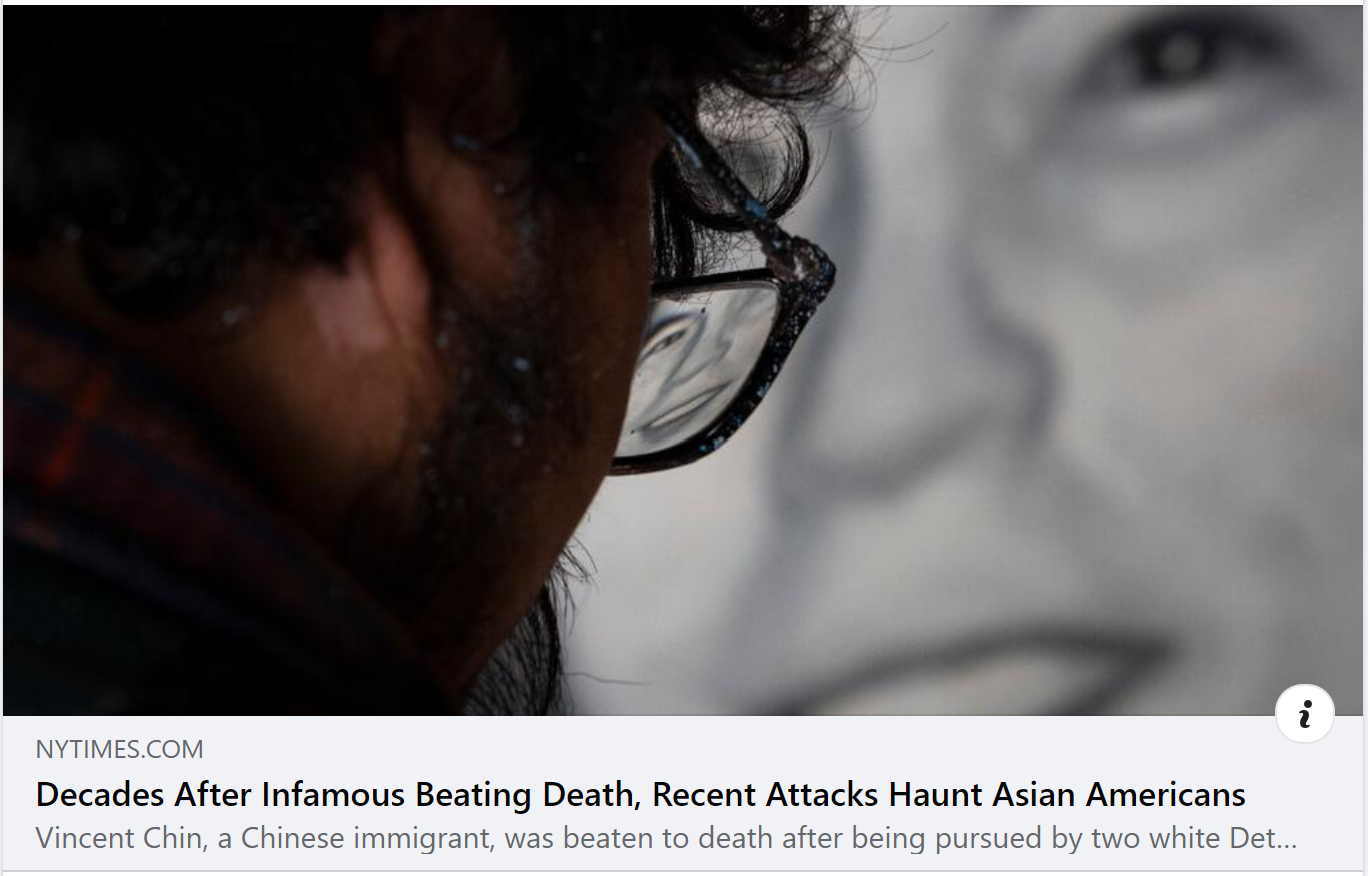 NYTIMES.COM
Decades After Infamous Beating Death, Recent Attacks Haunt Asian Americans
Vincent Chin, a Chinese immigrant, was beaten to death after being pursued by two white Det...
i